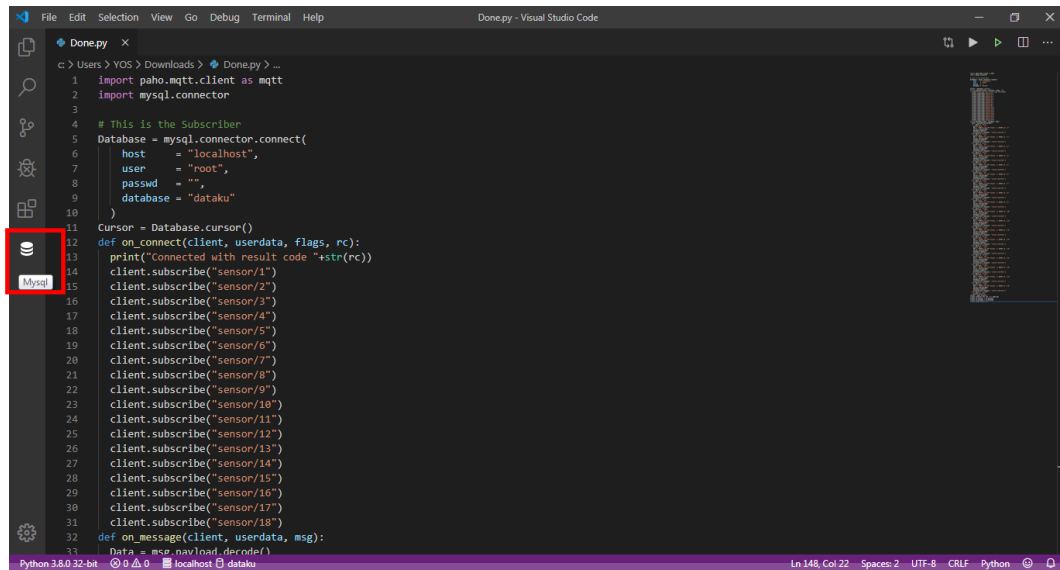 File Edit Selection View Go Debug Terminal Help Done.py - Visual Studio Code
Done.py ×
c: > Users > YOS > Downloads > Done.py > ...
1 import paho.mqtt.client as mqtt
2 import mysql.connector
3
4 # This is the Subscriber
5 Database = mysql.connector.connect(
6 host = "localhost",
7 user = "root",
8 passwd = "",
9 database = "dataku"
10 )
11 Cursor = Database.cursor()
12 def on_connect(client, userdata, flags, rc):
13 print("Connected with result code "+str(rc))
Mysql
14 client.subscribe("sensor/1")
15 client.subscribe("sensor/2")
16 client.subscribe("sensor/3")
17 client.subscribe("sensor/4")
18 client.subscribe("sensor/5")
19 client.subscribe("sensor/6")
20 client.subscribe("sensor/7")
21 client.subscribe("sensor/8")
22 client.subscribe("sensor/9")
23 client.subscribe("sensor/10")
24 client.subscribe("sensor/11")
25 client.subscribe("sensor/12")
26 client.subscribe("sensor/13")
27 client.subscribe("sensor/14")
28 client.subscribe("sensor/15")
29 client.subscribe("sensor/16")
30 client.subscribe("sensor/17")
31 client.subscribe("sensor/18")
32 def on_message(client, userdata, msg):
33 Data = msg.payload.decode()
Python 3.8.0 32-bit 0 0 localhost dataku Ln 148, Col 22 Spaces: 2 UTF-8 CRLF Python